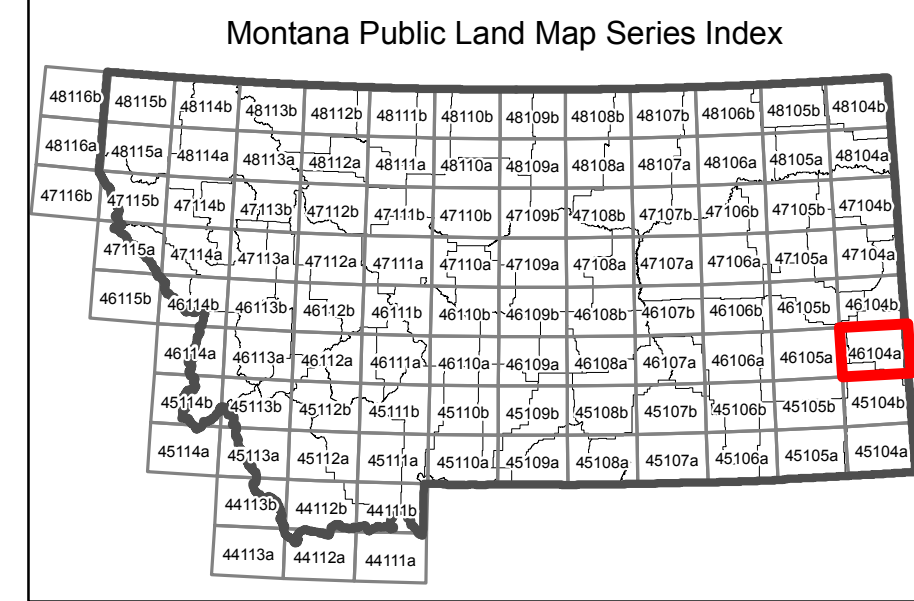 Montana Public Land Map Series Index
48116b 48115b 48114b 48113b 48112b 48111b 48110b 48109b 48108b 48107b 48106b 48105b 48104b
48116a 48115a 48114a 48113a 48112a 48111a 48110a 48109a 48108a 48107a 48106a 48105a 48104a
47116b 47115b 47114b 47113b 47112b 47111b 47110b 47109b 47108b 47107b 47106b 47105b 47104b
47115a 47114a 47113a 47112a 47111a 47110a 47109a 47108a 47107a 47106a 47105a 47104a
46115b 46114b 46113b 46112b 46111b 46110b 46109b 46108b 46107b 46106b 46105b 46104b
46114a 46113a 46112a 46111a 46110a 46109a 46108a 46107a 46106a 46105a 46104a
45114b 45113b 45112b 45111b 45110b 45109b 45108b 45107b 45106b 45105b 45104b
45114a 45113a 45112a 45111a 45110a 45109a 45108a 45107a 45106a 45105a 45104a
44113b 44112b 44111b
44113a 44112a 44111a